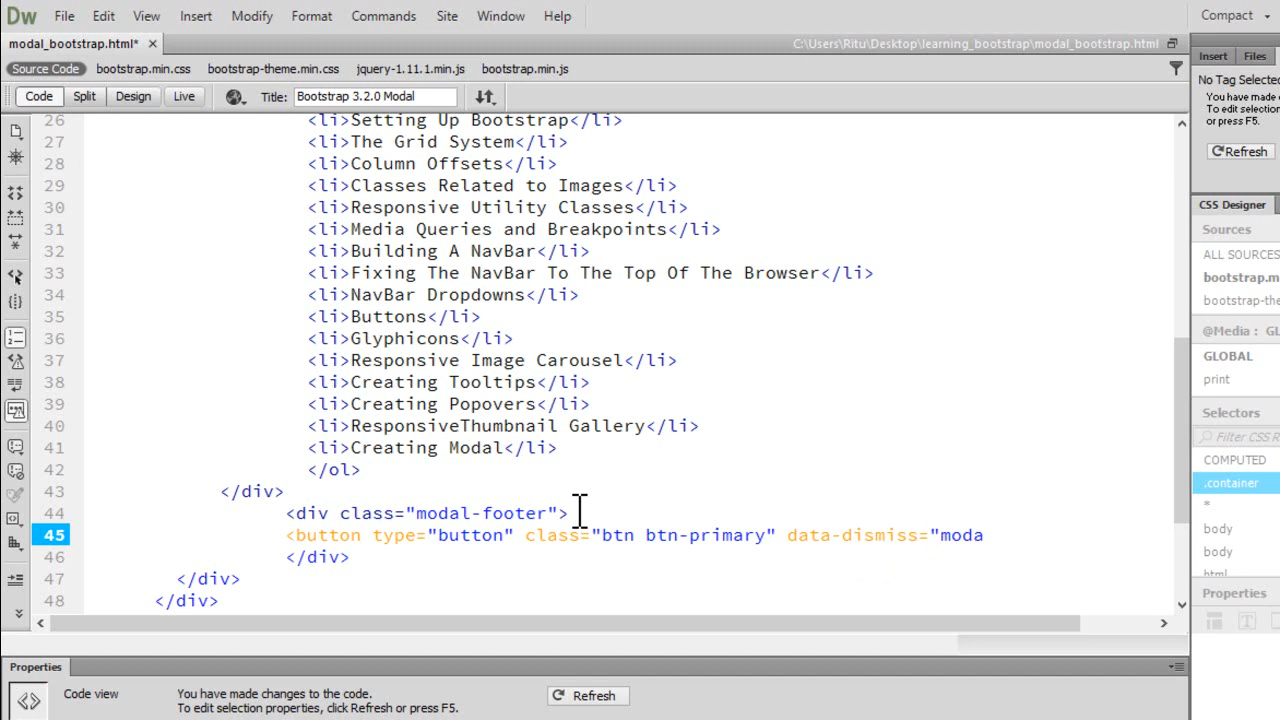 Dw File Edit View Insert Modify Format Commands Site Window Help Compact
modal_bootstrap.html* C:\Users\Ritu\Desktop\learning_bootstrap\modal_bootstrap.html
Source Code bootstrap.min.css bootstrap-theme.min.css jquery-1.11.1.min.js bootstrap.min.js
Code Split Design Live Title: Bootstrap 3.2.0 Modal
26 <li>Setting Up Bootstrap</li>
27 <li>The Grid System</li>
28 <li>Column Offsets</li>
29 <li>Classes Related to Images</li>
30 <li>Responsive Utility Classes</li>
31 <li>Media Queries and Breakpoints</li>
32 <li>Building A NavBar</li>
33 <li>Fixing The NavBar To The Top Of The Browser</li>
34 <li>NavBar Dropdowns</li>
35 <li>Buttons</li>
36 <li>Glyphicons</li>
37 <li>Responsive Image Carousel</li>
38 <li>Creating Tooltips</li>
39 <li>Creating Popovers</li>
40 <li>ResponsiveThumbnail Gallery</li>
41 <li>Creating Modal</li>
42 </ol>
43 </div>
44 <div class="modal-footer">
45 <button type="button" class="btn btn-primary" data-dismiss="moda
46 </div>
47 </div>
48 </div>
Insert Files
No Tag Selected
You have made
To edit selection
or press F5.
Refresh
CSS Designer
Sources
ALL SOURCES
bootstrap.m
bootstrap-the
@Media : GL
GLOBAL
print
Selectors
Filter CSS R
COMPUTED
.container
*
body
body
html
Properties
Properties
Code view You have made changes to the code.
To edit selection properties, click Refresh or press F5.
Refresh